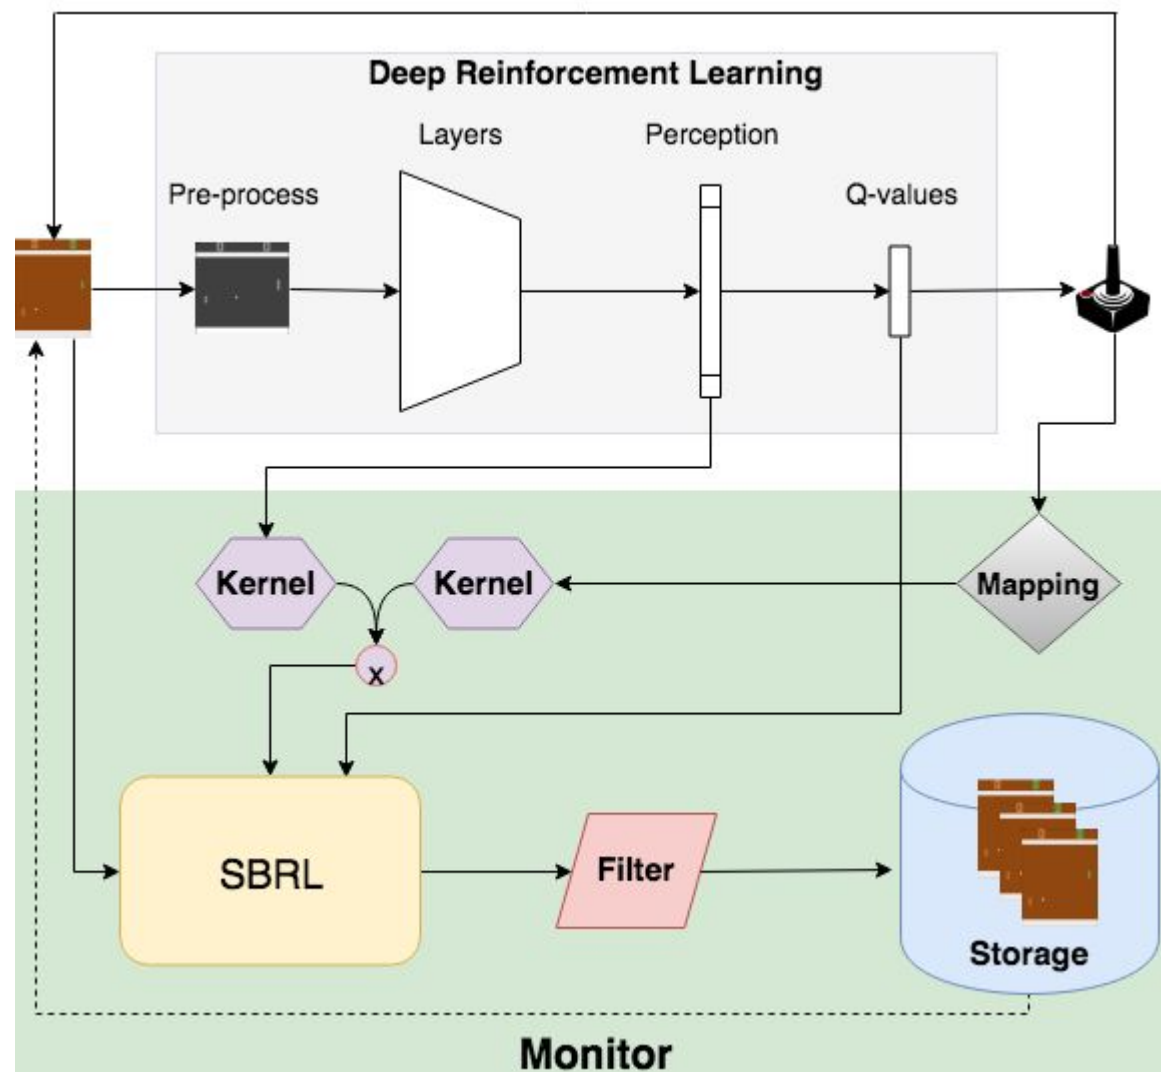 Deep Reinforcement Learning
Layers
Perception
Pre-process
Q-values
Kernel
Kernel
Mapping
x
SBRL
Filter
Storage
Monitor